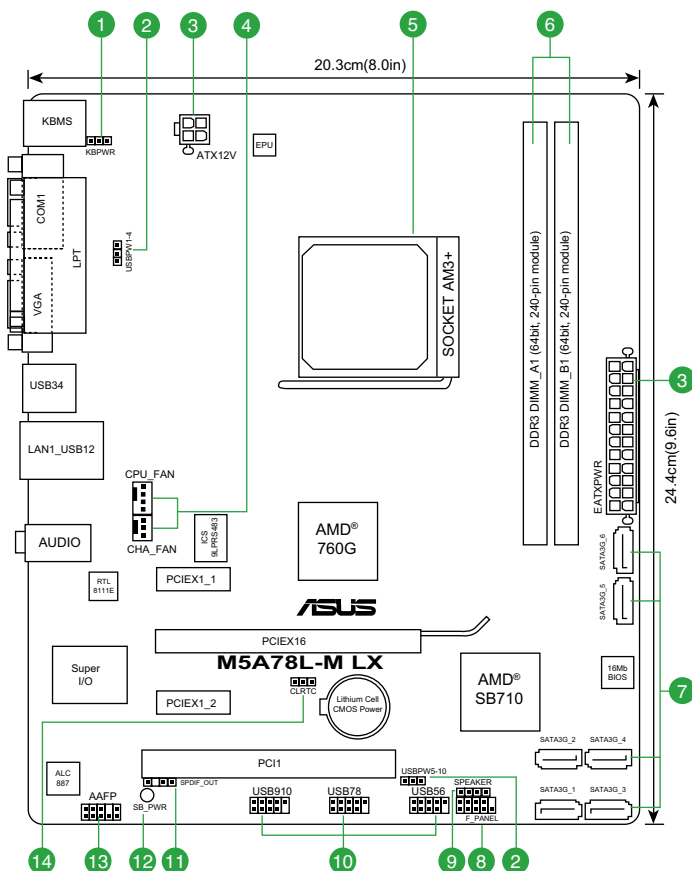 1
2
3
4
5
6
20.3cm(8.0in)
KBMS
KBPWR
ATX12V
EPU
COM1
LPT
VGA
USBPW1-4
SOCKET AM3+
DDR3 DIMM_A1 (64bit, 240-pin module)
DDR3 DIMM_B1 (64bit, 240-pin module)
3
24.4cm(9.6in)
EATXPWR
USB34
LAN1_USB12
CPU_FAN
CHA_FAN
ICS
9LPRS483
AMD®
760G
AUDIO
SATA3G_6
SATA3G_5
RTL
8111E
PCIEX1_1
ASUS
PCIEX16
M5A78L-M LX
Super
I/O
CLRTC
Lithium Cell
CMOS Power
AMD®
SB710
16Mb
BIOS
7
PCIEX1_2
SATA3G_2
SATA3G_4
PCI1
ALC
887
SPDIF_OUT
USBPW5-10
SPEAKER
AAFP
SB_PWR
USB910
USB78
USB56
F_PANEL
SATA3G_1
SATA3G_3
14
13
12
11
10
9
8
2